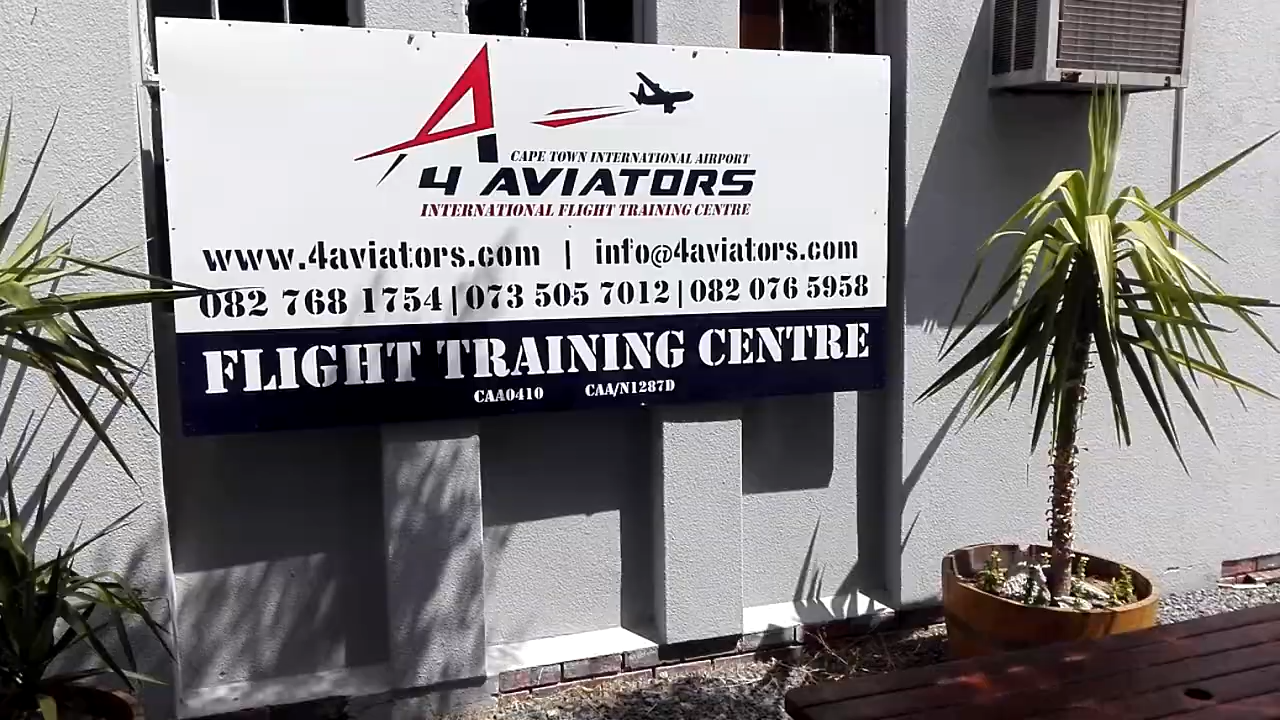 CAPE TOWN INTERNATIONAL AIRPORT
4 AVIATORS
INTERNATIONAL FLIGHT TRAINING CENTRE
www.4aviators.com | info@4aviators.com
082 768 1754|073 505 7012|082 076 5958
FLIGHT TRAINING CENTRE
CAA0410 CAA/N1287D